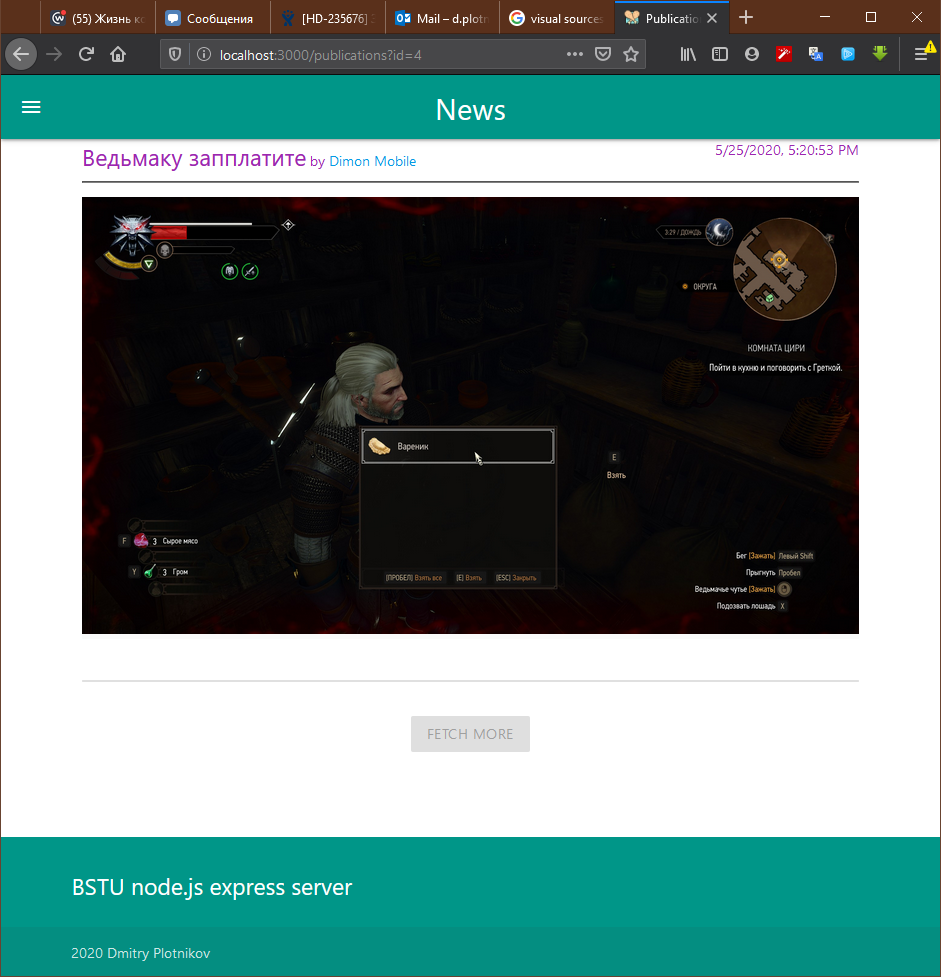 (55) Жизнь ко
Сообщения
[HD-235676]
Mail – d.plotn
visual sources
Publication
localhost:3000/publications?id=4
News
Ведьмаку запплатите by Dimon Mobile
5/25/2020, 5:20:53 PM
3:29 / ДОЖДЬ
ОКРУГА
КОМНАТА ЦИРИ
Пойти в кухню и поговорить с Греткой.
Вареник
E
Взять
F 3 Сырое мясо
Y 3 Гром
[ПРОБЕЛ] Взять все [E] Взять [ESC] Закрыть
Бег [Зажать] Левый Shift
Прыгнуть Пробел
Ведьмачье чутье [Зажать]
Подозвать лошадь X
FETCH MORE
BSTU node.js express server
2020 Dmitry Plotnikov